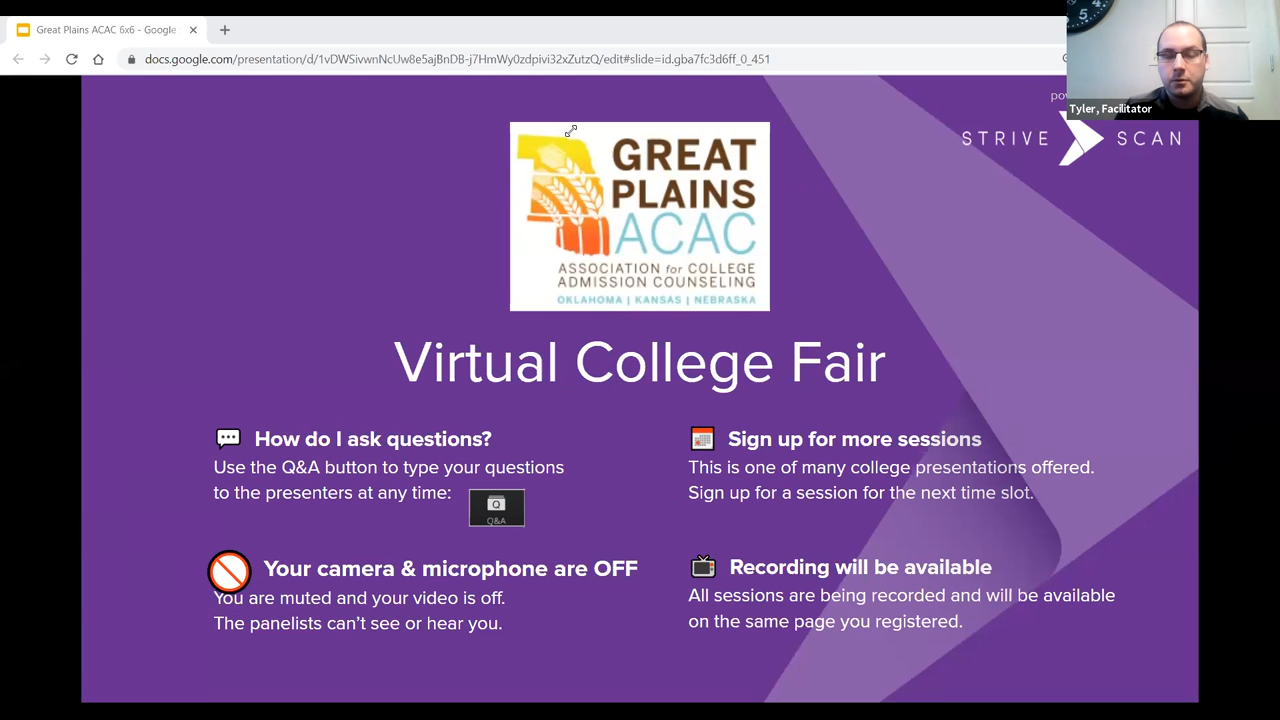 Great Plains ACAC 6x6 - Google
docs.google.com/presentation/d/1vDWSivwnNcUw8e5ajBnDB-j7HmWy0zdpivi32xZutzQ/edit#slide=id.gba7fc3d6ff_0_451
5
Tyler, Facilitator
STRIVE SCAN
GREAT
PLAINS
ACAC
ASSOCIATION for COLLEGE
ADMISSION COUNSELING
OKLAHOMA | KANSAS | NEBRASKA
Virtual College Fair
How do I ask questions?
Use the Q&A button to type your questions
to the presenters at any time:
Q
Q&A
Sign up for more sessions
This is one of many college presentations offered.
Sign up for a session for the next time slot.
Your camera & microphone are OFF
You are muted and your video is off.
The panelists can’t see or hear you.
Recording will be available
All sessions are being recorded and will be available
on the same page you registered.